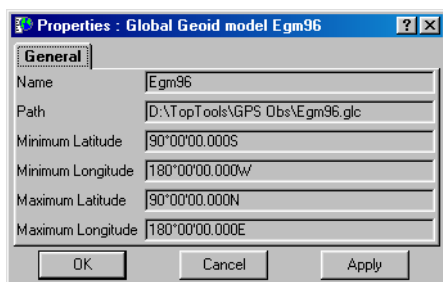 Properties : Global Geoid model Egm96
General
Name Egm96
Path D:\TopTools\GPS Obs\Egm96.glc
Minimum Latitude 90°00'00.000S
Minimum Longitude 180°00'00.000W
Maximum Latitude 90°00'00.000N
Maximum Longitude 180°00'00.000E
OK Cancel Apply